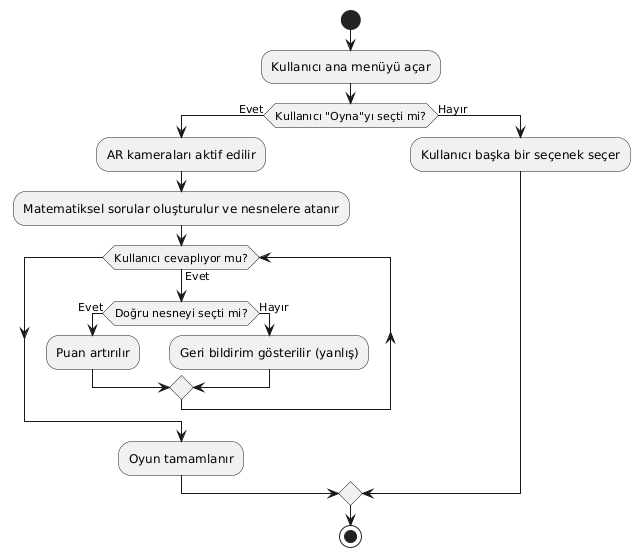 Kullanıcı ana menüyü açar
Kullanıcı "Oyna"yı seçti mi?
Evet
Hayır
AR kameraları aktif edilir
Kullanıcı başka bir seçenek seçer
Matematiksel sorular oluşturulur ve nesnelere atanır
Kullanıcı cevaplıyor mu?
Evet
Doğru nesneyi seçti mi?
Evet
Hayır
Puan artırılır
Geri bildirim gösterilir (yanlış)
Oyun tamamlanır